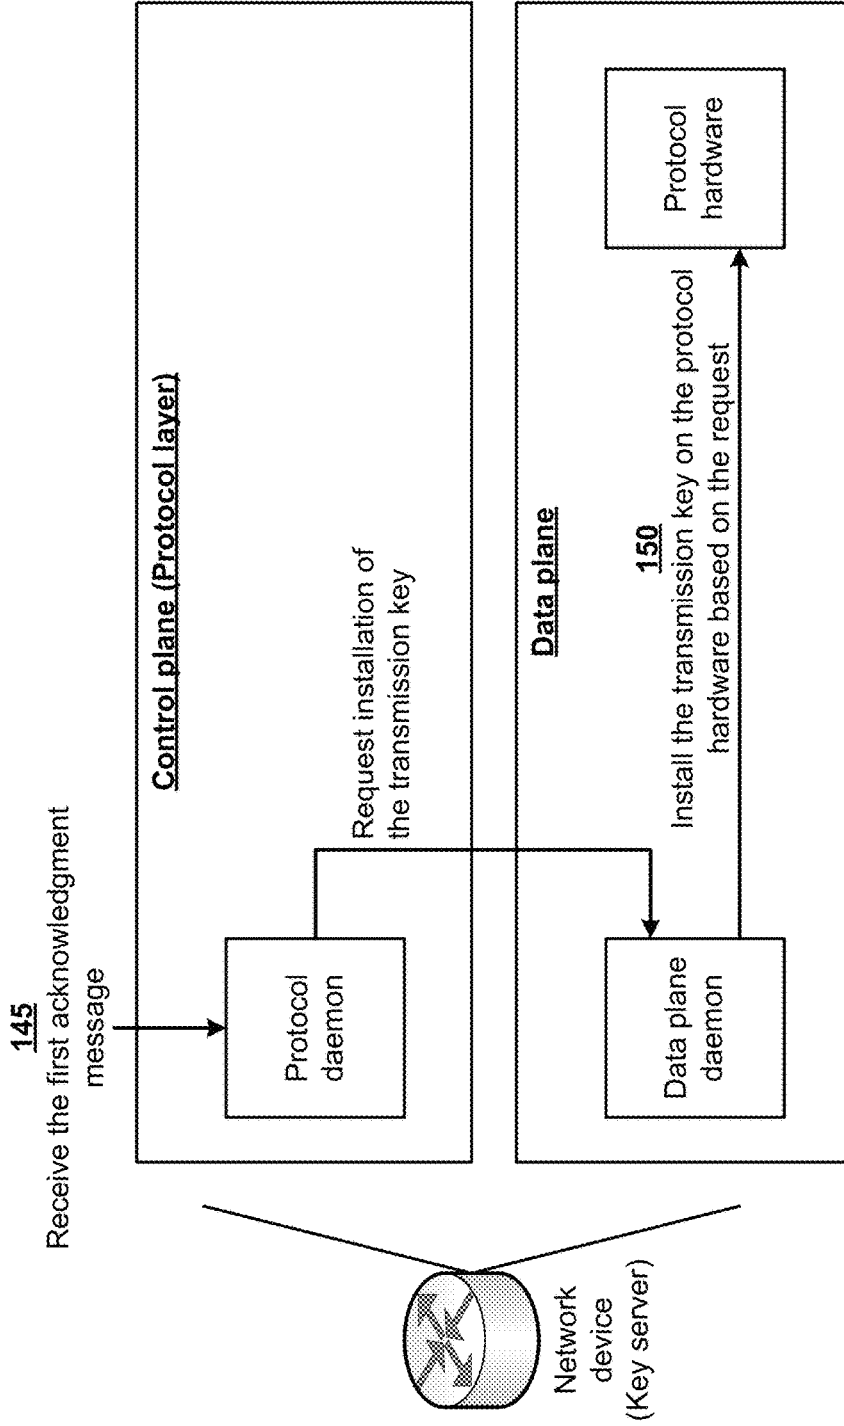 145
Receive the first acknowledgment
message
Control plane (Protocol layer)
Protocol
daemon
Request installation of
the transmission key
Data plane
150
Install the transmission key on the protocol
hardware based on the request
Data plane
daemon
Protocol
hardware
Network
device
(Key server)